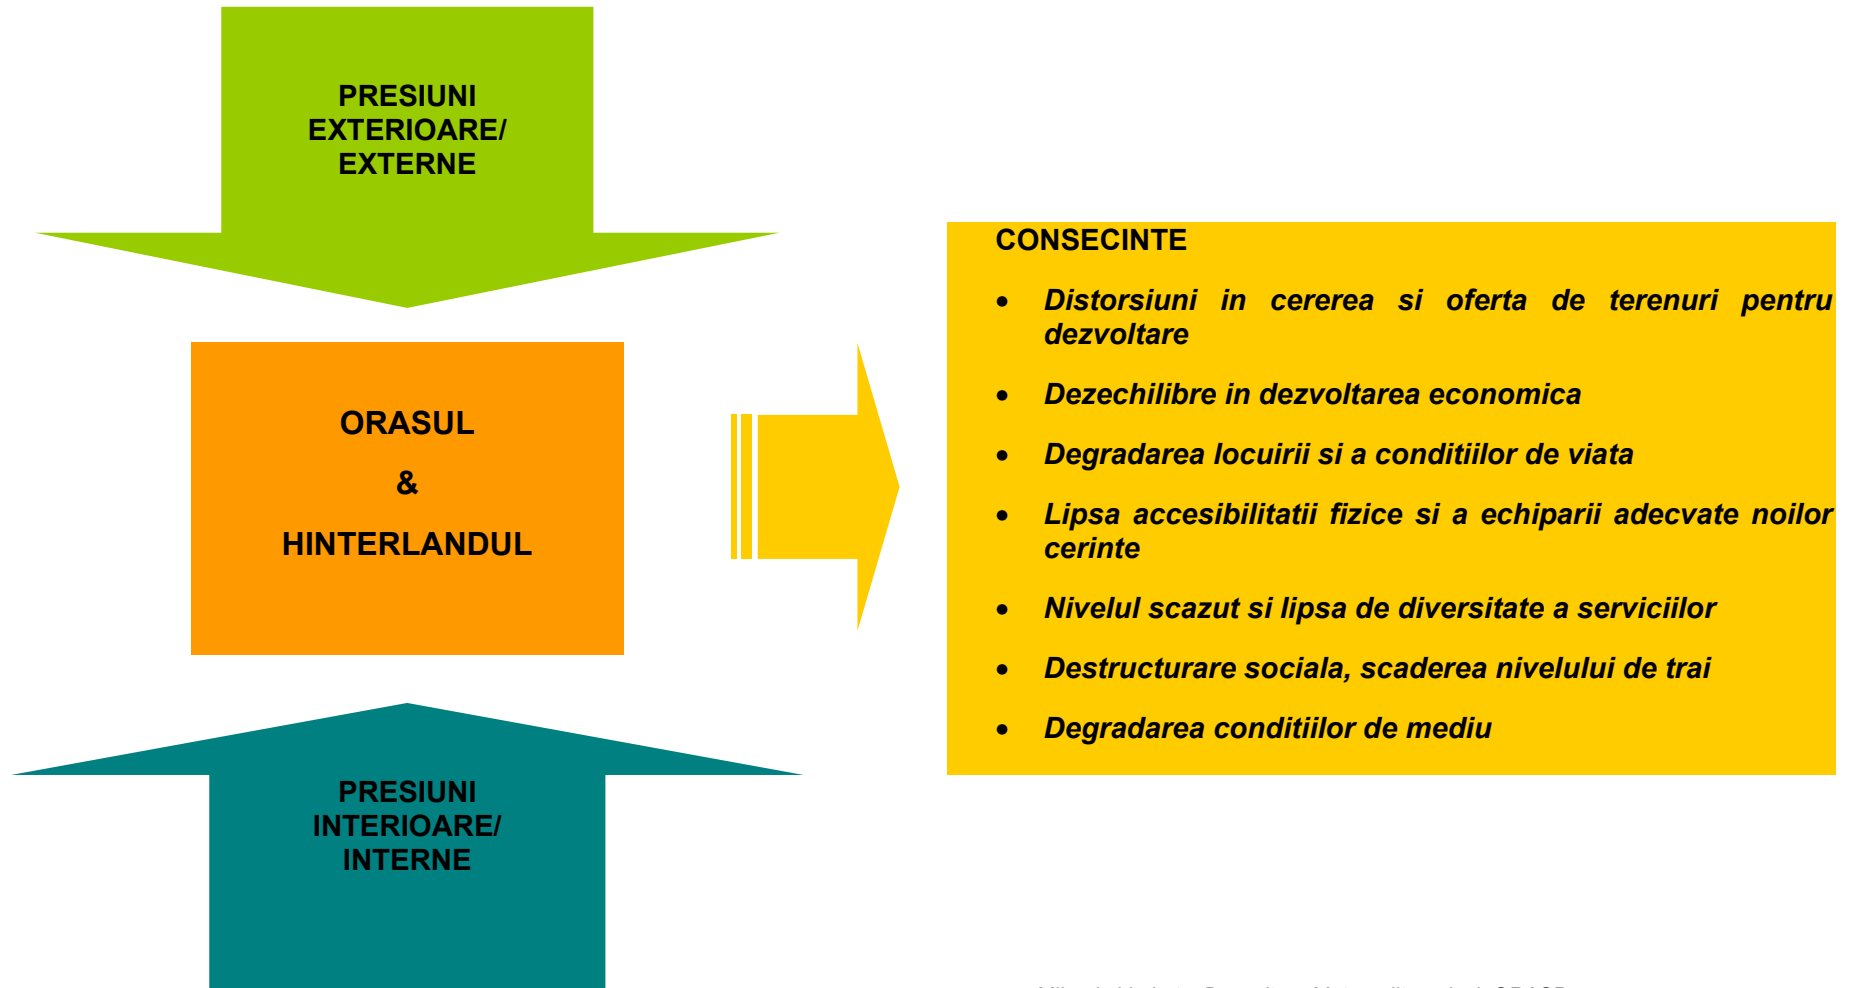 PRESIUNI
EXTERIOARE/
EXTERNE
ORASUL
&
HINTERLANDUL
PRESIUNI
INTERIOARE/
INTERNE
CONSECINTE
• Distorsiuni in cererea si oferta de terenuri pentru
dezvoltare
• Dezechilibre in dezvoltarea economica
• Degradarea locuirii si a conditiilor de viata
• Lipsa accesibilitatii fizice si a echiparii adecvate noilor
cerinte
• Nivelul scazut si lipsa de diversitate a serviciilor
• Destructurare sociala, scaderea nivelului de trai
• Degradarea conditiilor de mediu